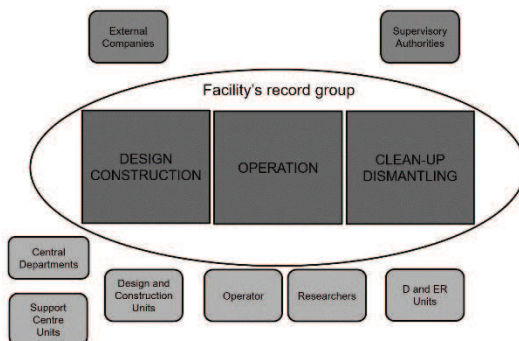 External
Companies
Supervisory
Authorities
Facility's record group
DESIGN
CONSTRUCTION
OPERATION
CLEAN-UP
DISMANTLING
Central
Departments
Support
Centre
Units
Design and
Construction
Units
Operator
Researchers
D and ER
Units